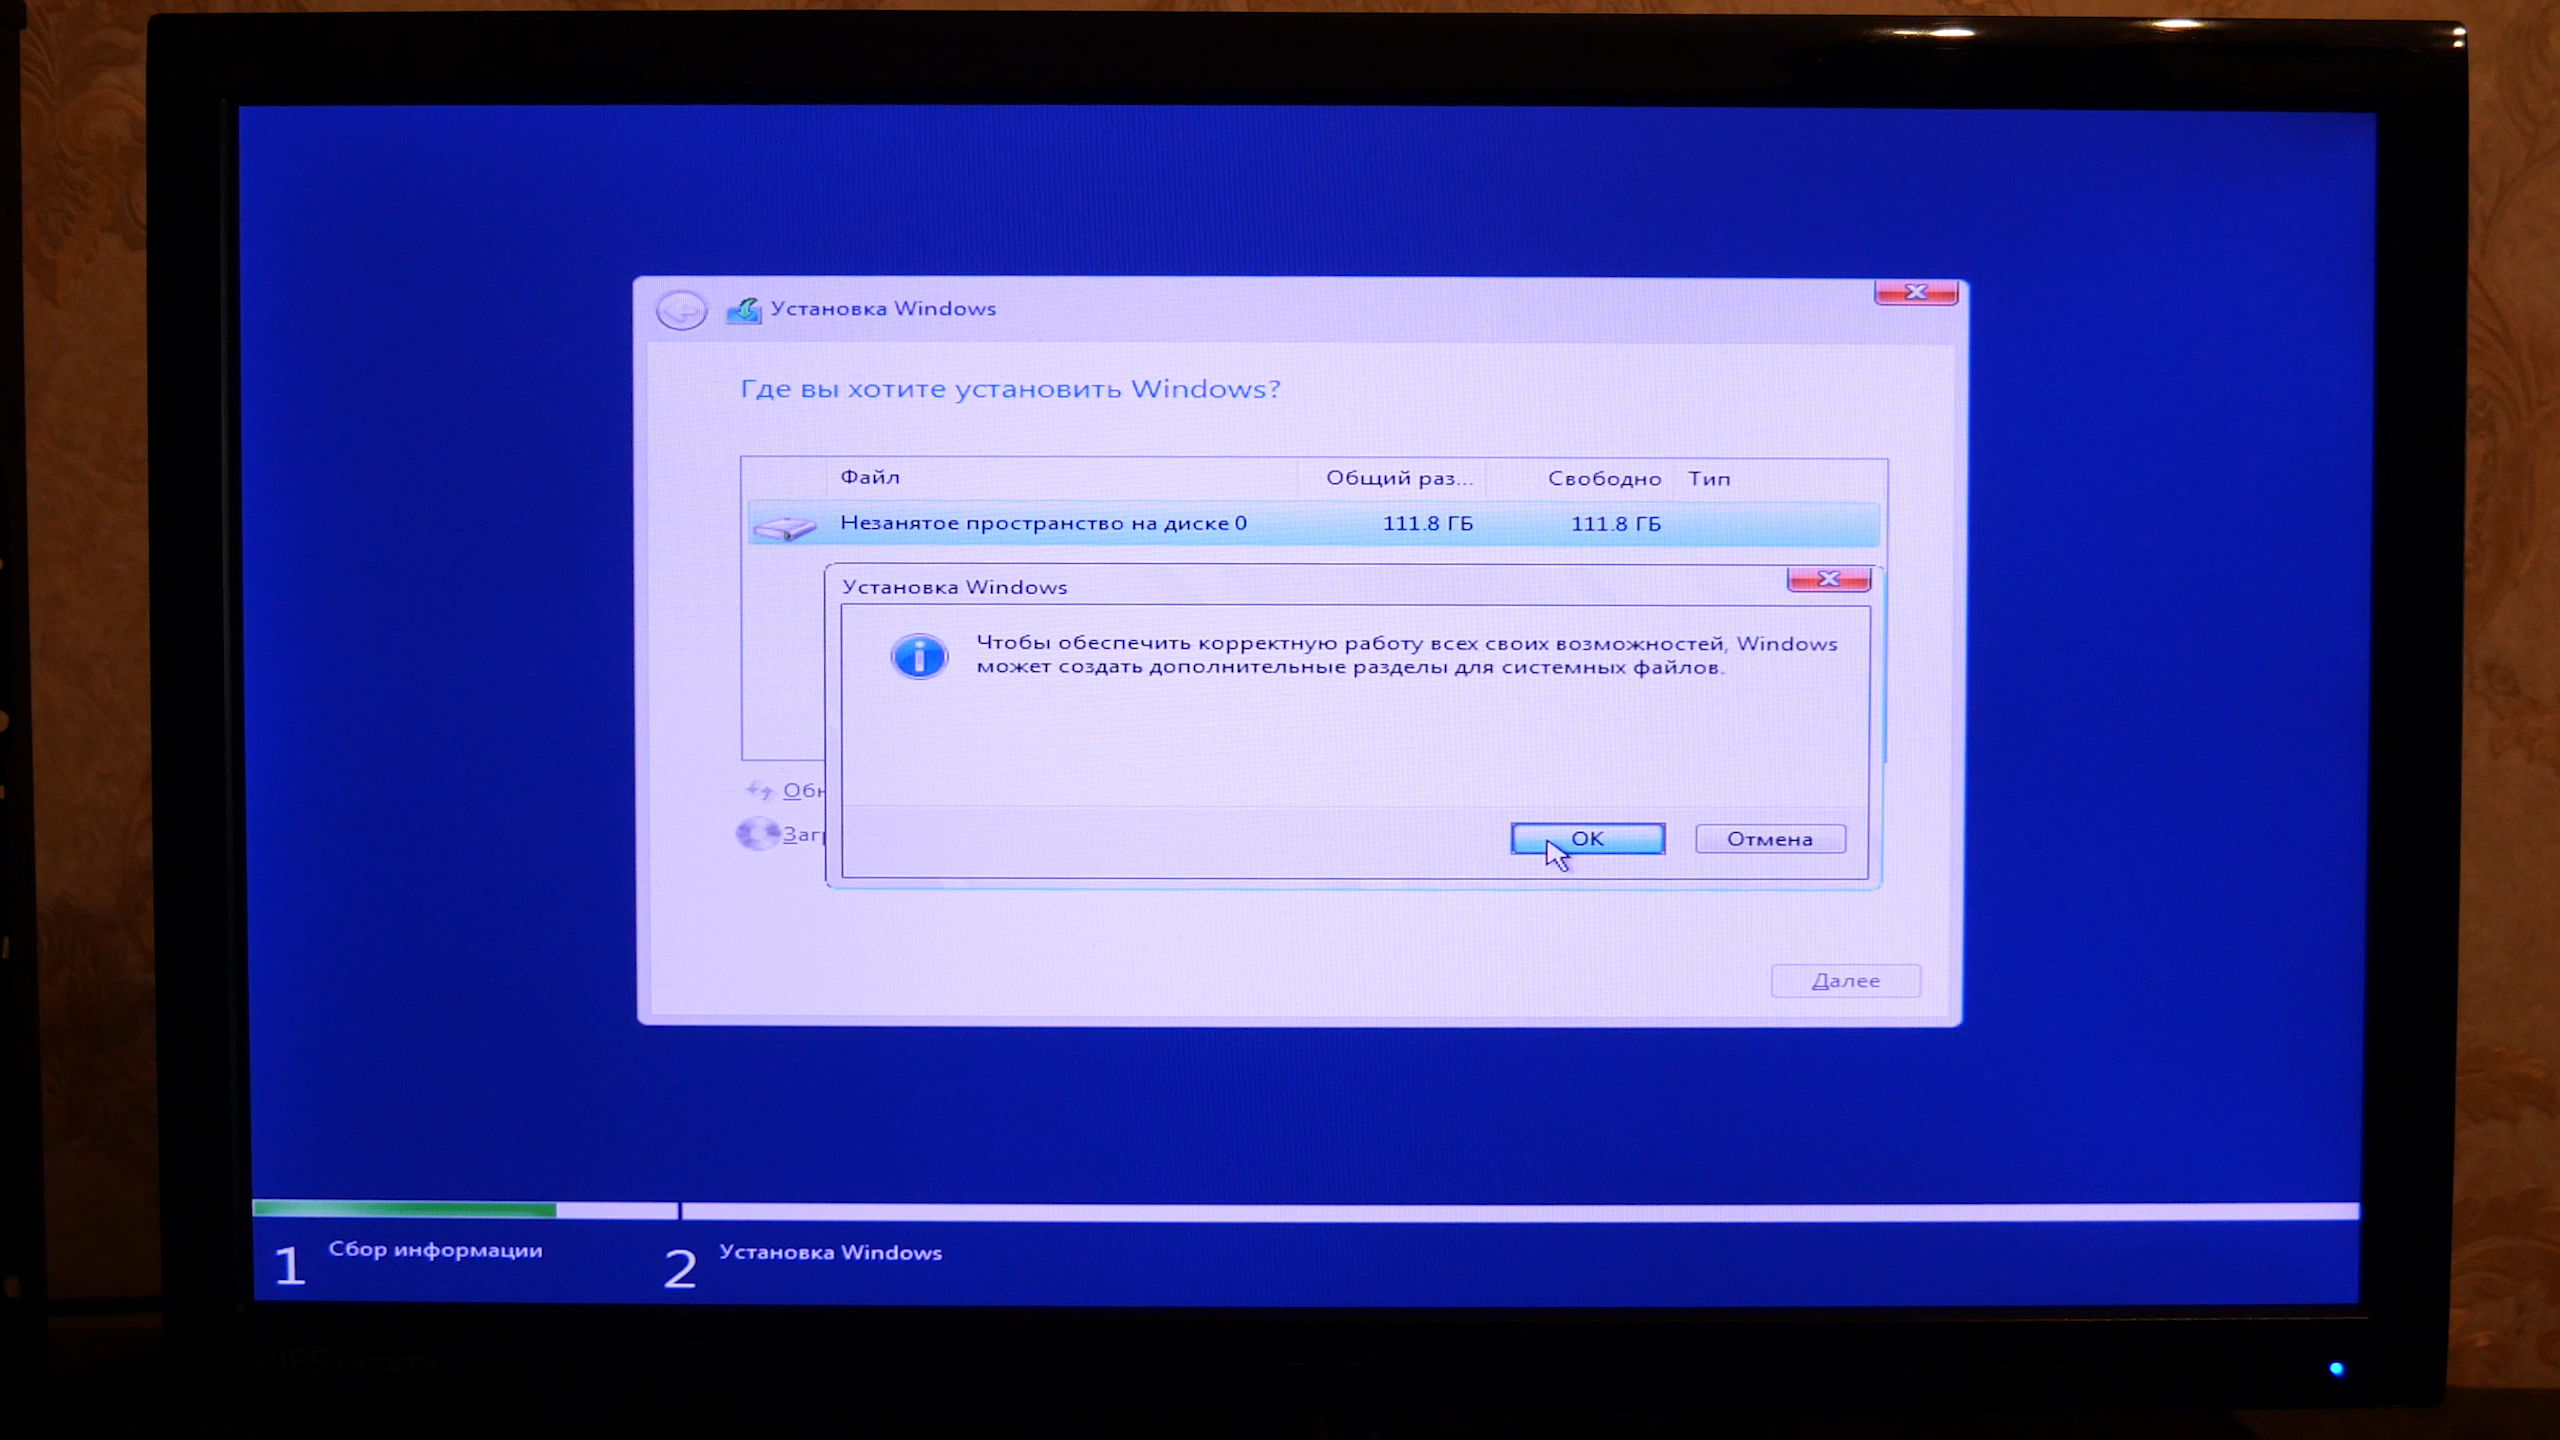 Установка Windows
Где вы хотите установить Windows?
Файл Общий раз... Свободно Тип
Незанятое пространство на диске 0 111.8 ГБ 111.8 ГБ
Установка Windows
Чтобы обеспечить корректную работу всех своих возможностей, Windows
может создать дополнительные разделы для системных файлов.
OK Отмена
Далее
1 Сбор информации 2 Установка Windows